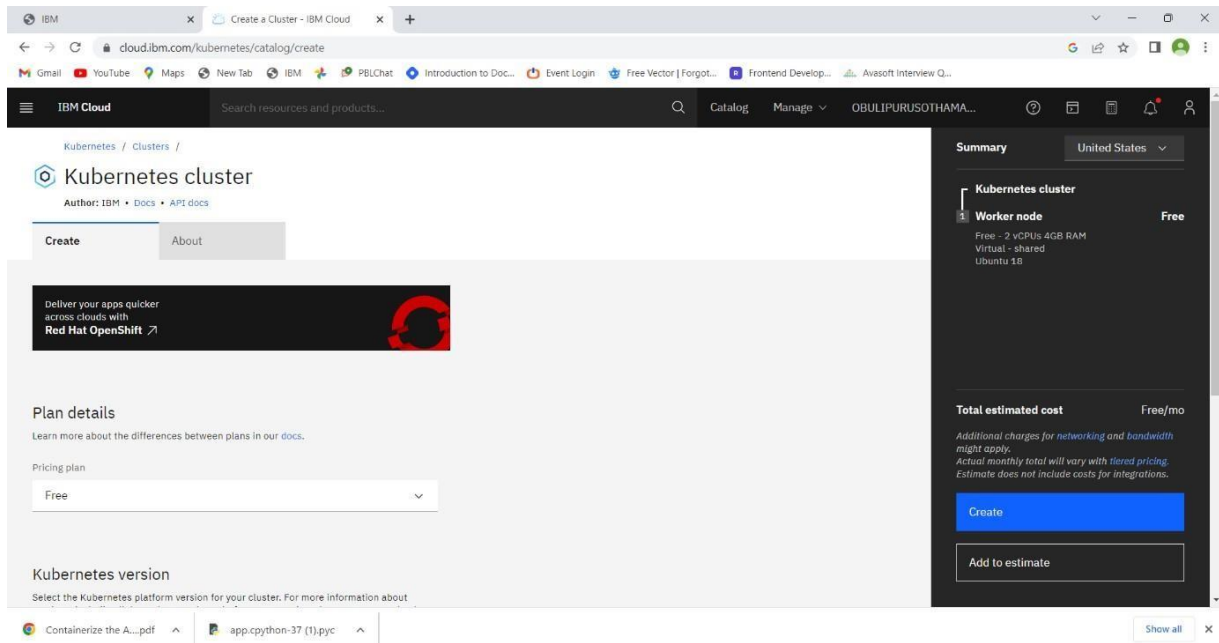 IBM
Create a Cluster - IBM Cloud
cloud.ibm.com/kubernetes/catalog/create
Gmail YouTube Maps New Tab IBM PBLChat Introduction to Doc... Event Login Free Vector | Forgot... Frontend Develop... Avasoft Interview Q...
IBM Cloud
Search resources and products...
Catalog Manage OBULIPURUSOTHAMA...
Kubernetes / Clusters /
Kubernetes cluster
Author: IBM • Docs • API docs
Create
About
Deliver your apps quicker
across clouds with
Red Hat OpenShift
Plan details
Learn more about the differences between plans in our docs.
Pricing plan
Free
Kubernetes version
Select the Kubernetes platform version for your cluster. For more information about
Summary
United States
Kubernetes cluster
1 Worker node Free
Free - 2 vCPUs 4GB RAM
Virtual - shared
Ubuntu 18
Total estimated cost Free/mo
Additional charges for networking and bandwidth
might apply.
Actual monthly total will vary with tiered pricing.
Estimate does not include costs for integrations.
Create
Add to estimate
Containerize the A....pdf
app.cpython-37 (1).pyc
Show all